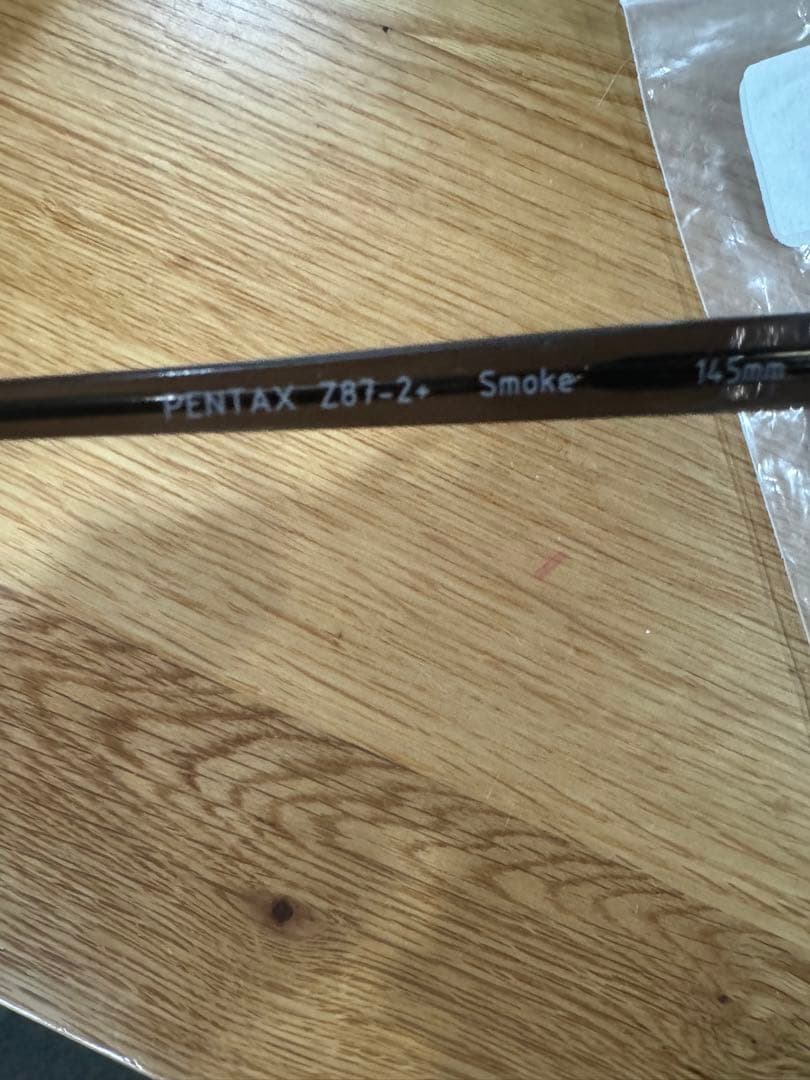 PENTAX Z87-2+ Smoke 145mm